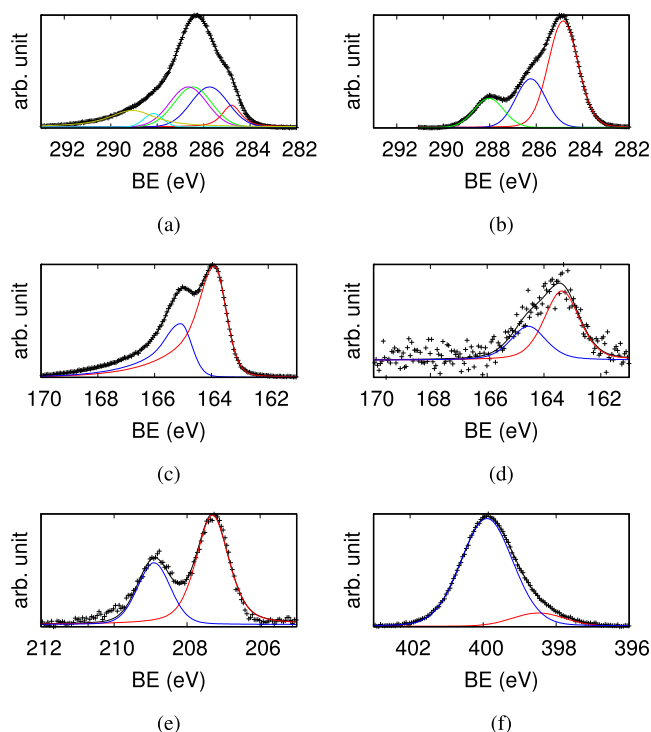 arb. unit
292 290 288 286 284 282
BE (eV)
(a)
arb. unit
292 290 288 286 284 282
BE (eV)
(b)
arb. unit
170 168 166 164 162
BE (eV)
(c)
arb. unit
170 168 166 164 162
BE (eV)
(d)
arb. unit
212 210 208 206
BE (eV)
(e)
arb. unit
402 400 398 396
BE (eV)
(f)